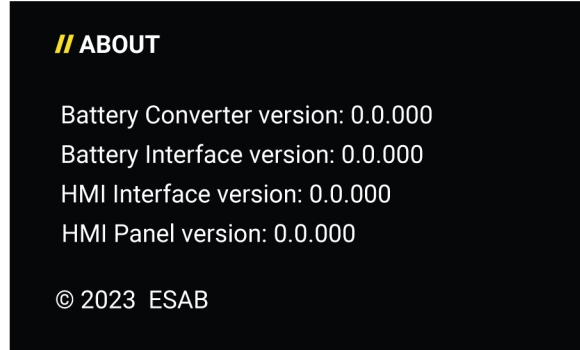 // ABOUT
Battery Converter version: 0.0.000
Battery Interface version: 0.0.000
HMI Interface version: 0.0.000
HMI Panel version: 0.0.000
© 2023 ESAB